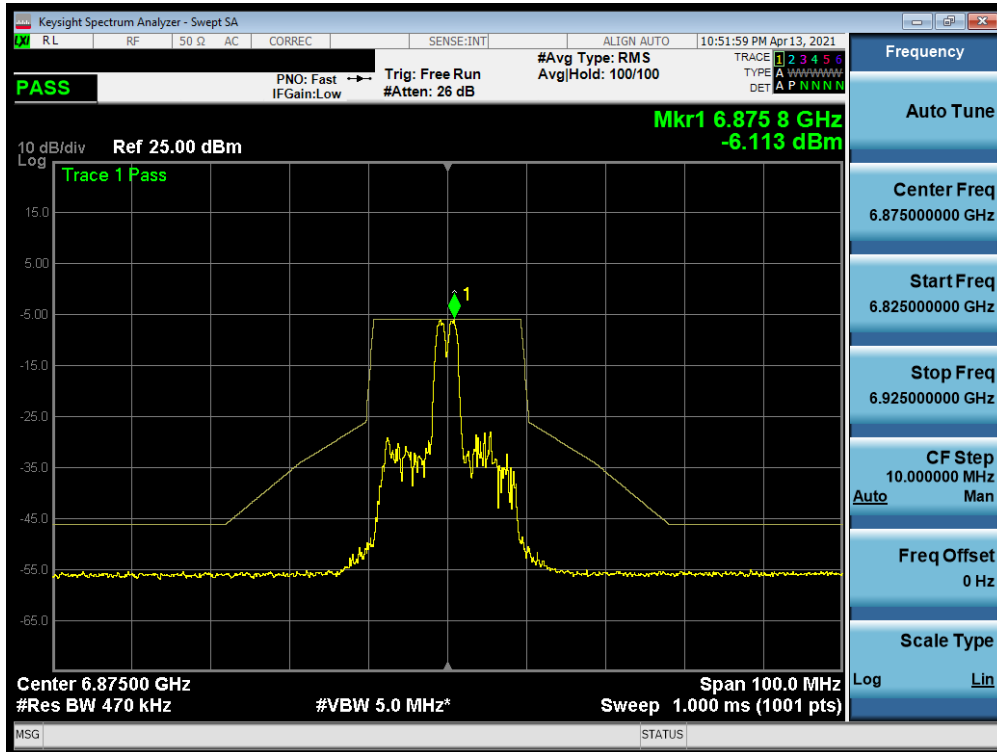 Keysight Spectrum Analyzer - Swept SA
LXI RL RF 50 Ω AC CORREC SENSE:INT ALIGN AUTO 10:51:59 PM Apr 13, 2021
PASS
PNO: Fast
IFGain:Low
Trig: Free Run
#Atten: 26 dB
#Avg Type: RMS
Avg|Hold: 100/100
TRACE 1 2 3 4 5 6
TYPE A WWWWW
DET A P N N N N
Mkr1 6.875 8 GHz
-6.113 dBm
10 dB/div
Log
Ref 25.00 dBm
Trace 1 Pass
15.0
5.00
-5.00
-15.0
-25.0
-35.0
-45.0
-55.0
-65.0
1
Center 6.87500 GHz
#Res BW 470 kHz
#VBW 5.0 MHz*
Span 100.0 MHz
Sweep 1.000 ms (1001 pts)
MSG
STATUS
Frequency
Auto Tune
Center Freq
6.875000000 GHz
Start Freq
6.825000000 GHz
Stop Freq
6.925000000 GHz
CF Step
10.000000 MHz
Auto Man
Freq Offset
0 Hz
Scale Type
Log Lin